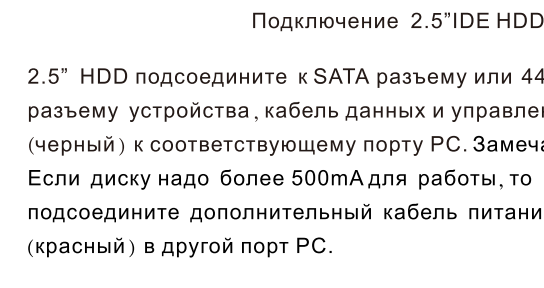 Подключение 2.5”IDE HDD
2.5” HDD подсоедините к SATA разъему или 44
разъему устройства, кабель данных и управле
(черный) к соответствующему порту PC. Замеча
Если диску надо более 500mA для работы, то
подсоедините дополнительный кабель питани
(красный) в другой порт PC.